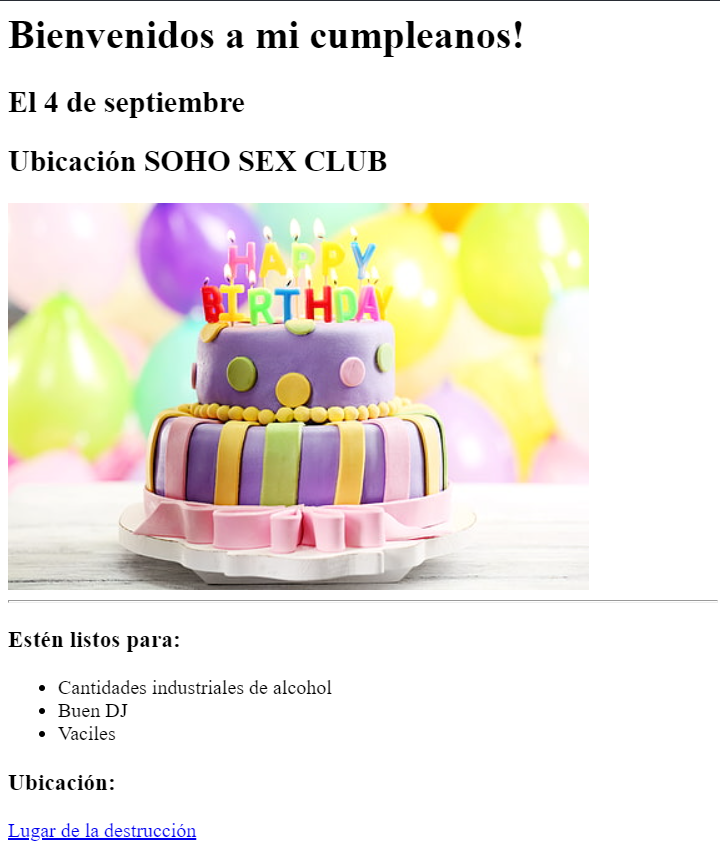 Bienvenidos a mi cumpleanos!
El 4 de septiembre
Ubicación SOHO SEX CLUB
HAPPY
BIRTHDAY
Estén listos para:
Cantidades industriales de alcohol
Buen DJ
Vaciles
Ubicación:
Lugar de la destrucción